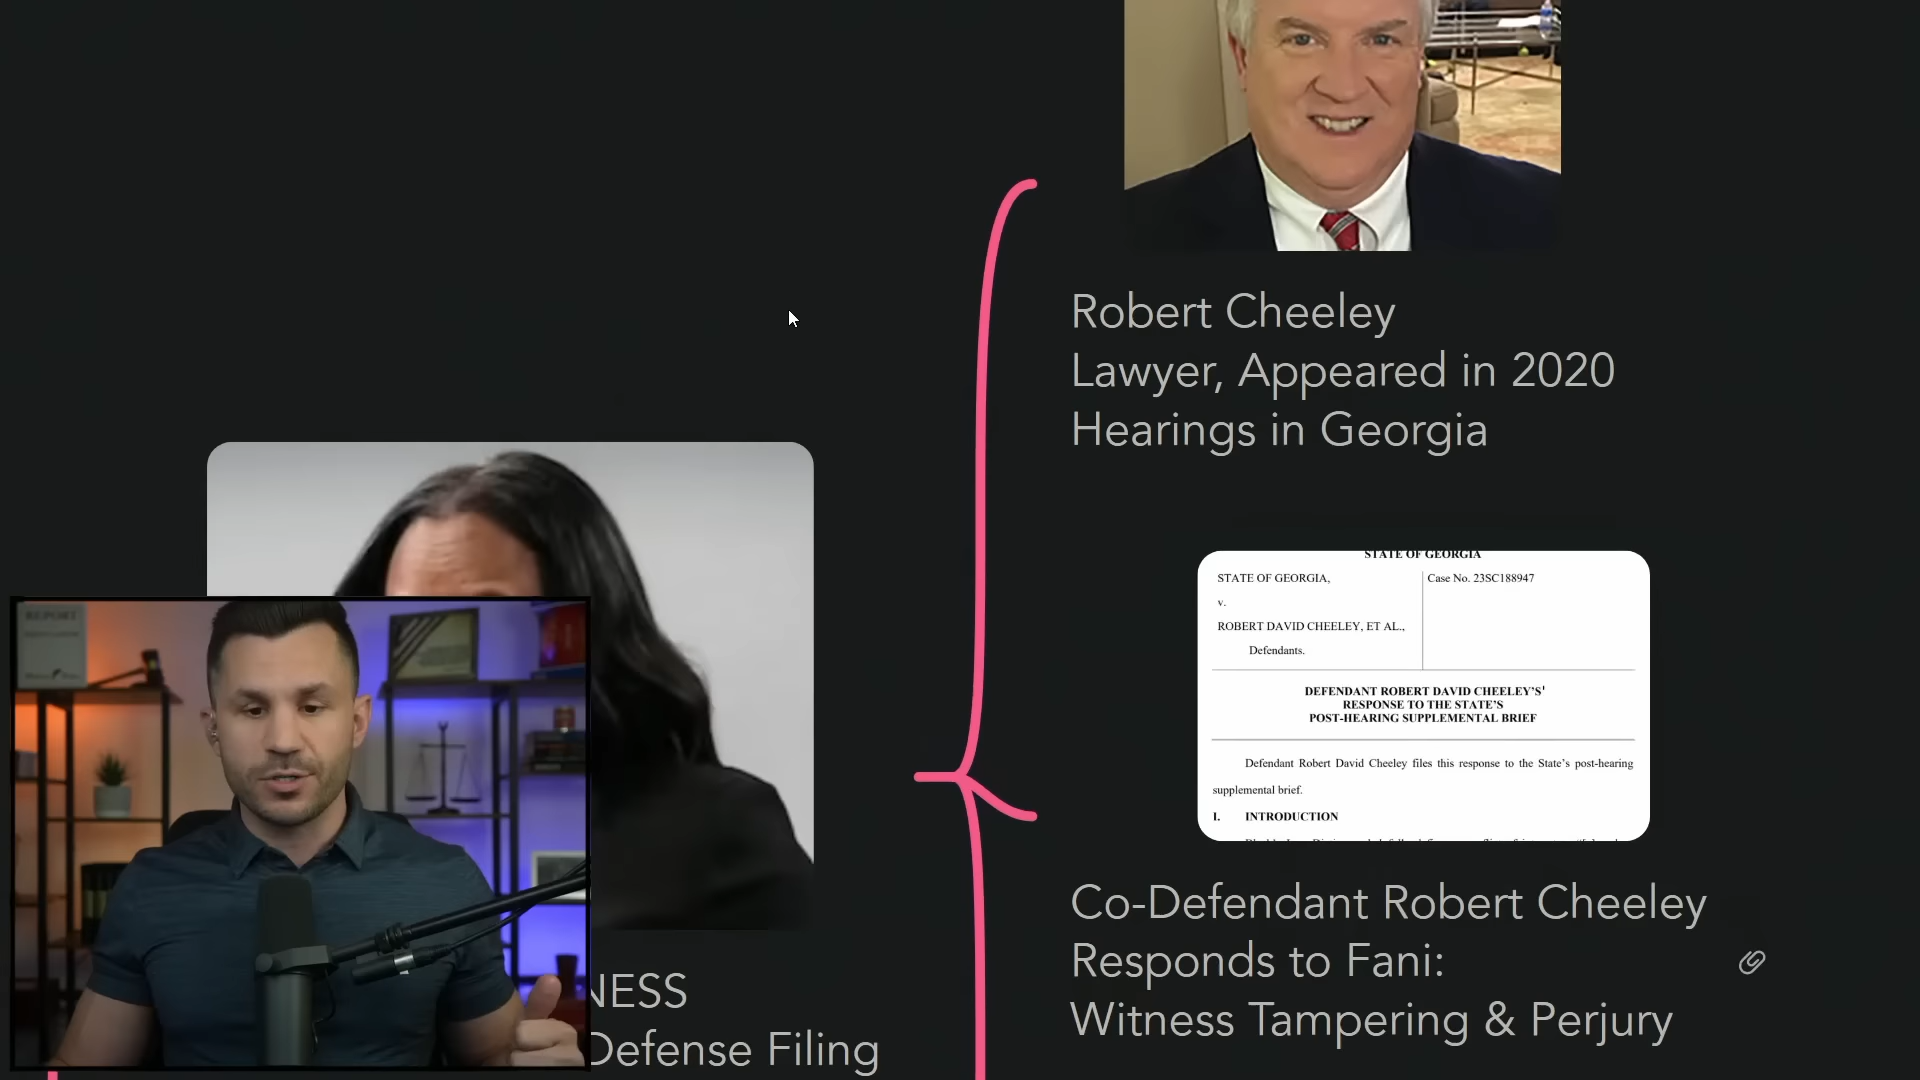 Robert Cheeley
Lawyer, Appeared in 2020
Hearings in Georgia
STATE OF GEORGIA
STATE OF GEORGIA,
Case No. 23SC188947
v.
ROBERT DAVID CHEELEY, ET AL.,
Defendants.
DEFENDANT ROBERT DAVID CHEELEY'S¹
RESPONSE TO THE STATE'S
POST-HEARING SUPPLEMENTAL BRIEF
Defendant Robert David Cheeley files this response to the State's post-hearing
supplemental brief.
I. INTRODUCTION
REPORT
NESS
Defense Filing
Co-Defendant Robert Cheeley
Responds to Fani:
Witness Tampering & Perjury